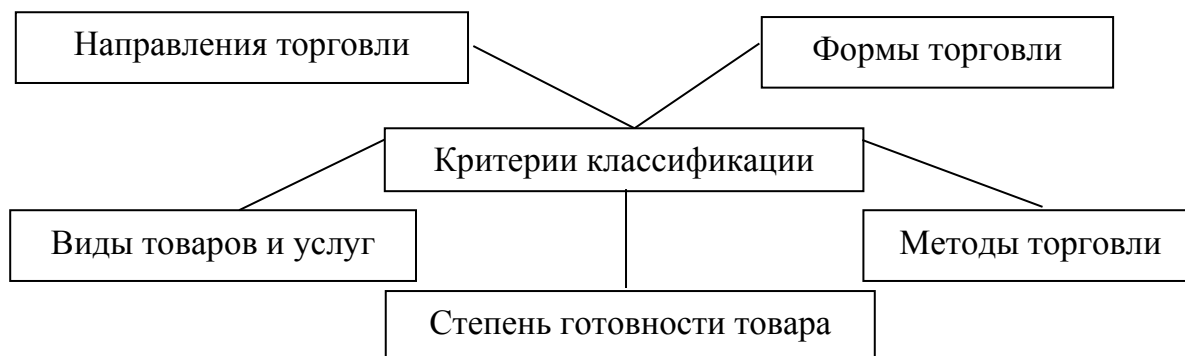 Направления торговли
Формы торговли
Критерии классификации
Виды товаров и услуг
Методы торговли
Степень готовности товара